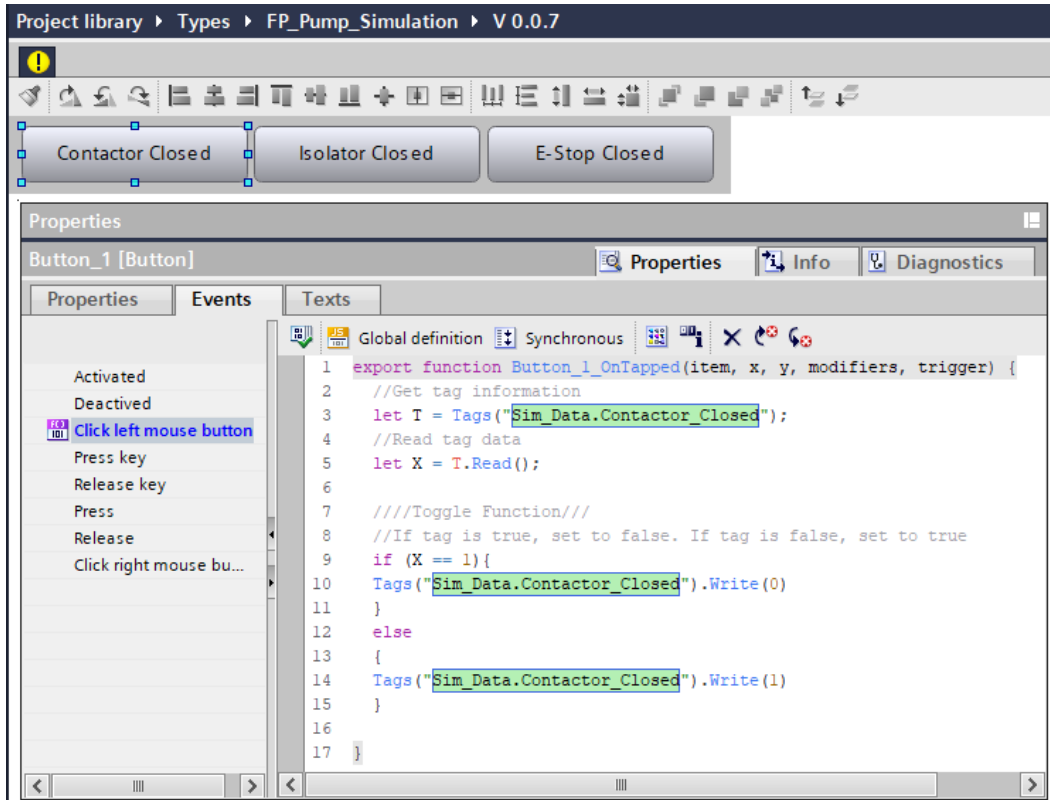 Project library ▸ Types ▸ FP_Pump_Simulation ▸ V 0.0.7
Contactor Closed Isolator Closed E-Stop Closed
Properties
Button_1 [Button] Properties Info Diagnostics
Properties Events Texts
Global definition Synchronous
Activated
Deactived
Click left mouse button
Press key
Release key
Press
Release
Click right mouse bu...
1 export function Button_1_OnTapped(item, x, y, modifiers, trigger) {
2 //Get tag information
3 let T = Tags("Sim_Data.Contactor_Closed");
4 //Read tag data
5 let X = T.Read();
6
7 ////Toggle Function///
8 //If tag is true, set to false. If tag is false, set to true
9 if (X == 1){
10 Tags("Sim_Data.Contactor_Closed").Write(0)
11 }
12 else
13 {
14 Tags("Sim_Data.Contactor_Closed").Write(1)
15 }
16
17 }